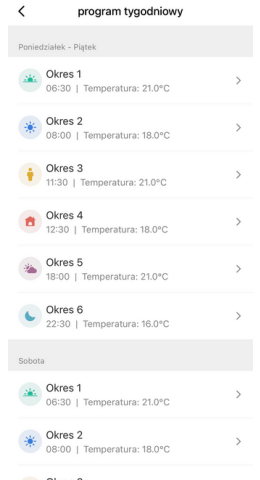 program tygodniowy
Poniedziałek - Piątek
Okres 1
06:30 | Temperatura: 21.0°C
Okres 2
08:00 | Temperatura: 18.0°C
Okres 3
11:30 | Temperatura: 21.0°C
Okres 4
12:30 | Temperatura: 18.0°C
Okres 5
18:00 | Temperatura: 21.0°C
Okres 6
22:30 | Temperatura: 16.0°C
Sobota
Okres 1
06:30 | Temperatura: 21.0°C
Okres 2
08:00 | Temperatura: 18.0°C